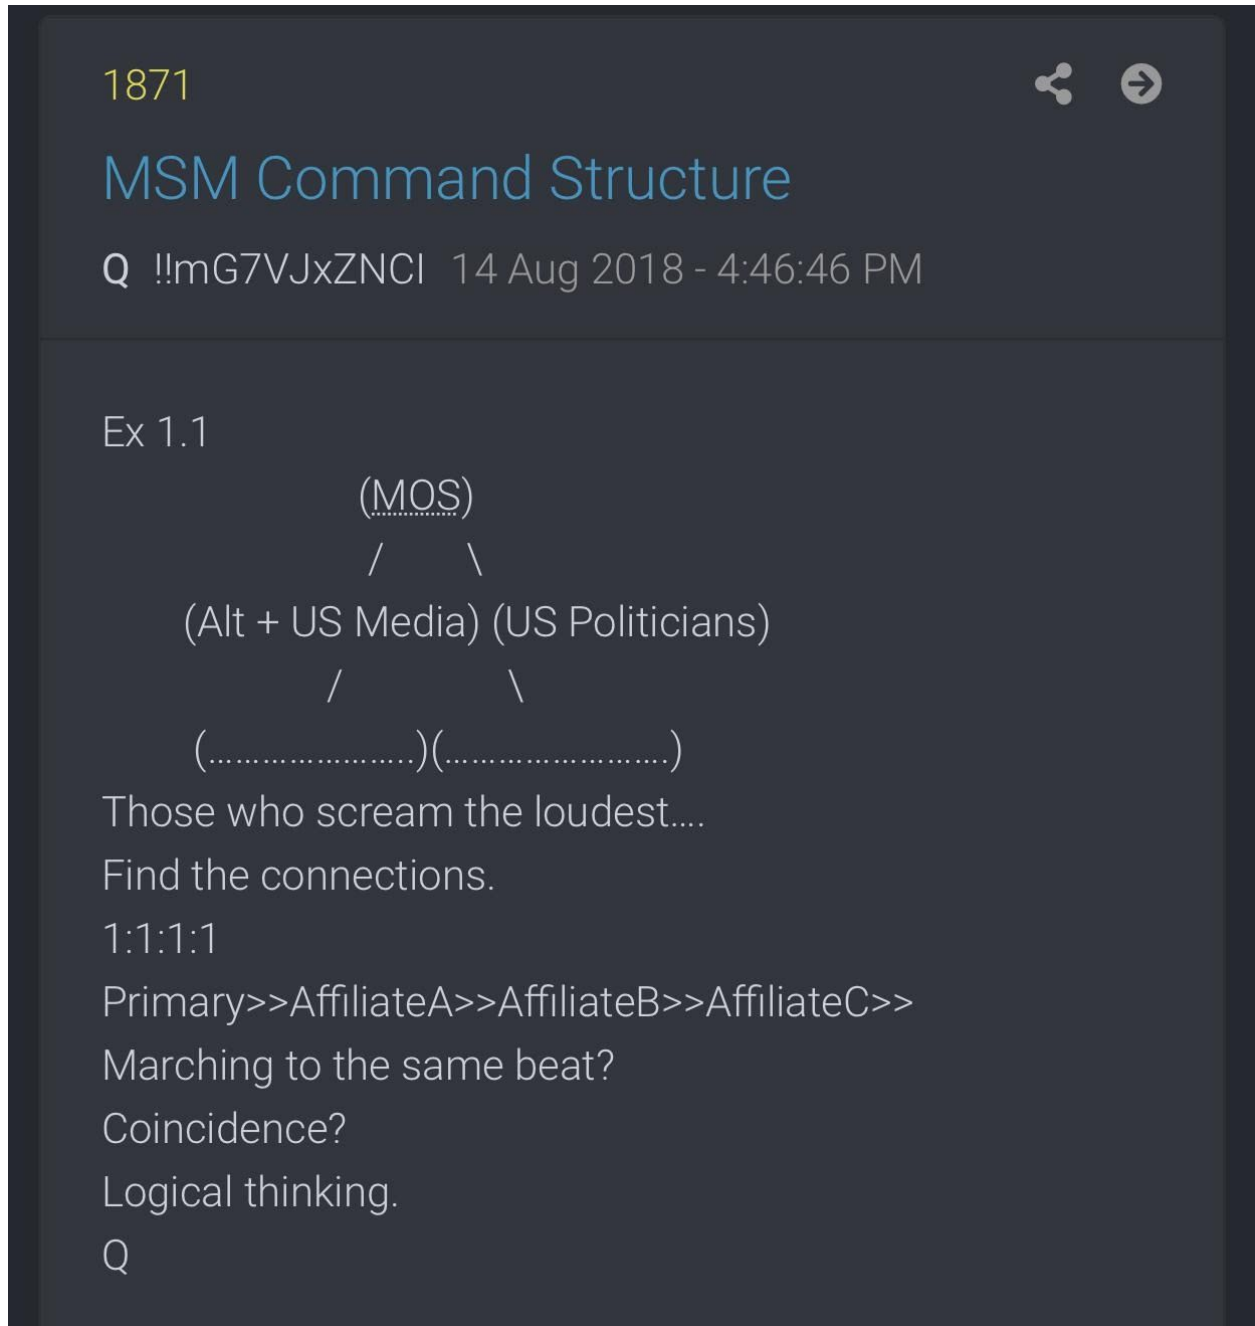 1871
MSM Command Structure
Q !!mG7VJxZNCI 14 Aug 2018 - 4:46:46 PM
Ex 1.1
(MOS)
/ \
(Alt + US Media) (US Politicians)
/ \
(…………………..)(…………………….)
Those who scream the loudest….
Find the connections.
1:1:1:1
Primary>>AffiliateA>>AffiliateB>>AffiliateC>>
Marching to the same beat?
Coincidence?
Logical thinking.
Q